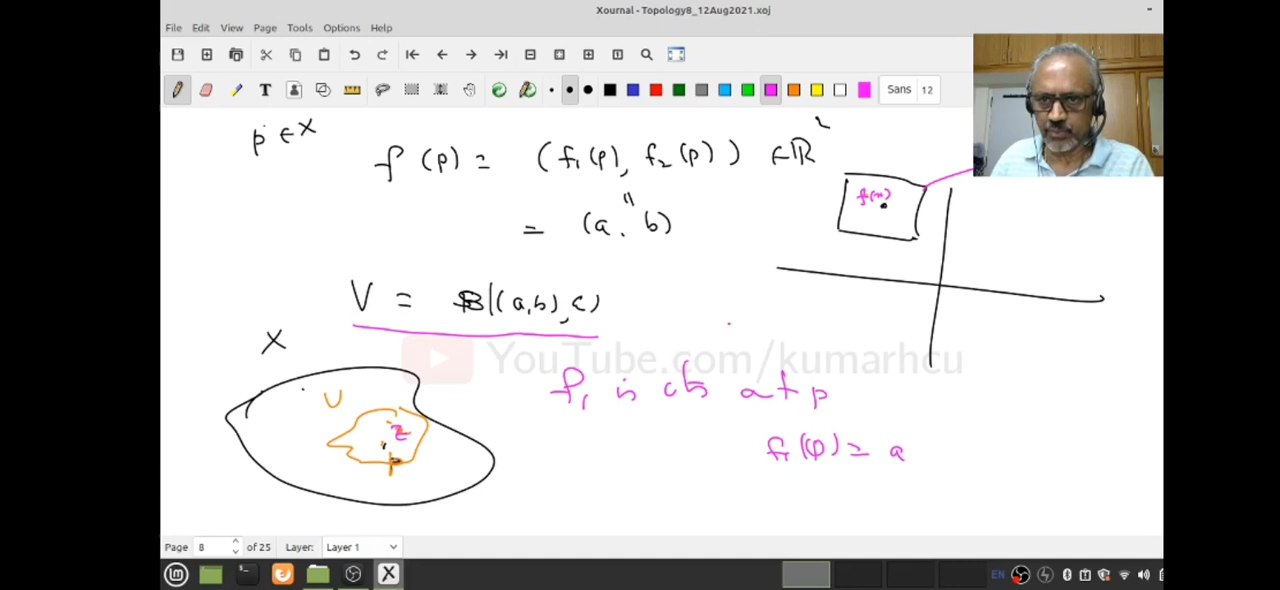 Xournal - Topology8_12Aug2021.xoj
File Edit View Page Tools Options Help
Sans 12
p ∈ X
f(p) = (f₁(p), f₂(p)) ∈ ℝ²
"
= (a, b)
f(x)
V = B((a,b), ε)
X
YouTube.com/kumarhcu
U
z
p
f₁ is cts at p
f₁(p) = a
Page 8 of 25 Layer: Layer 1
EN